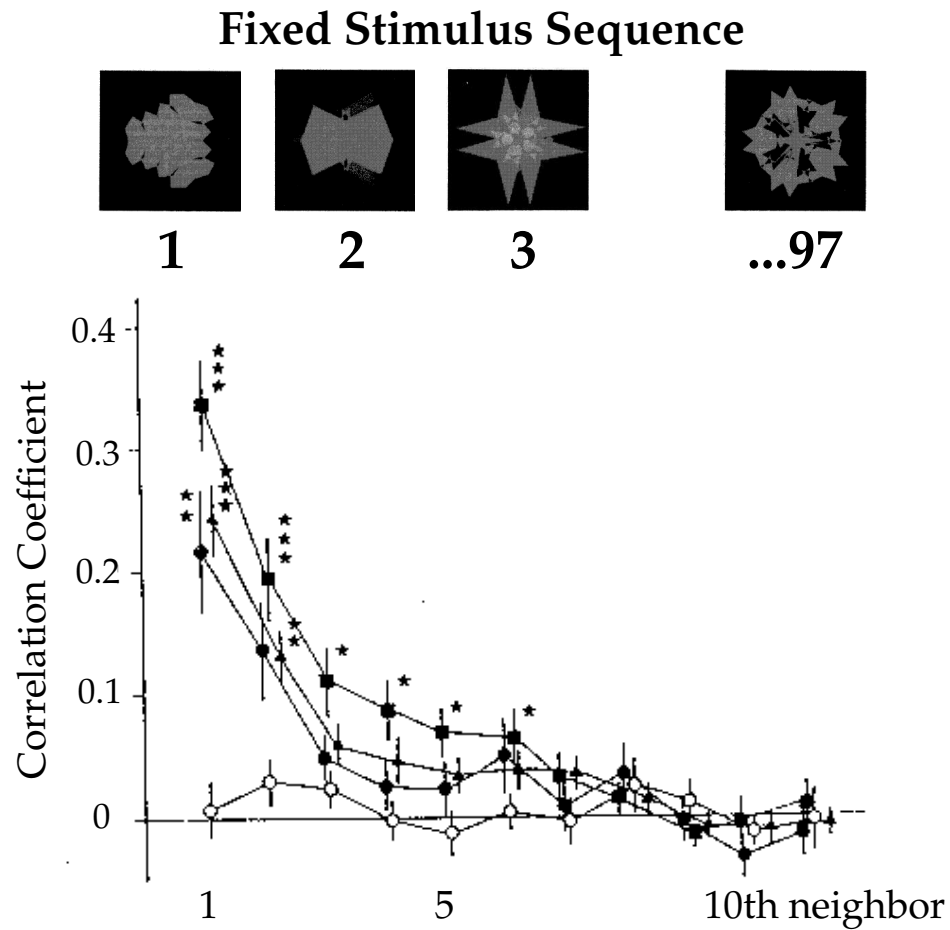 Fixed Stimulus Sequence
1 2 3 ...97
Correlation Coefficient
0.4
0.3
0.2
0.1
0
1 5 10th neighbor